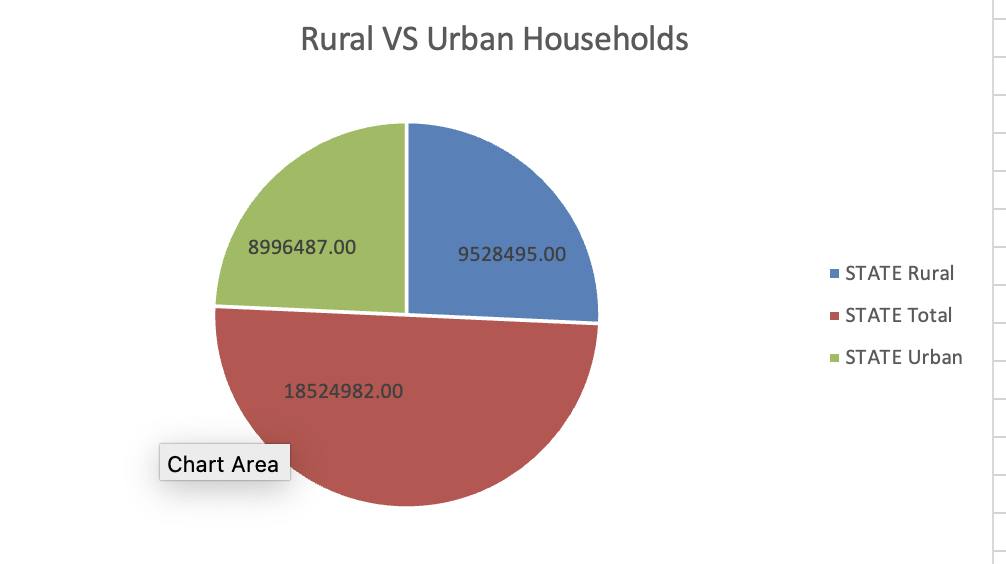 Rural VS Urban Households
8996487.00
9528495.00
STATE Rural
STATE Total
STATE Urban
18524982.00
Chart Area